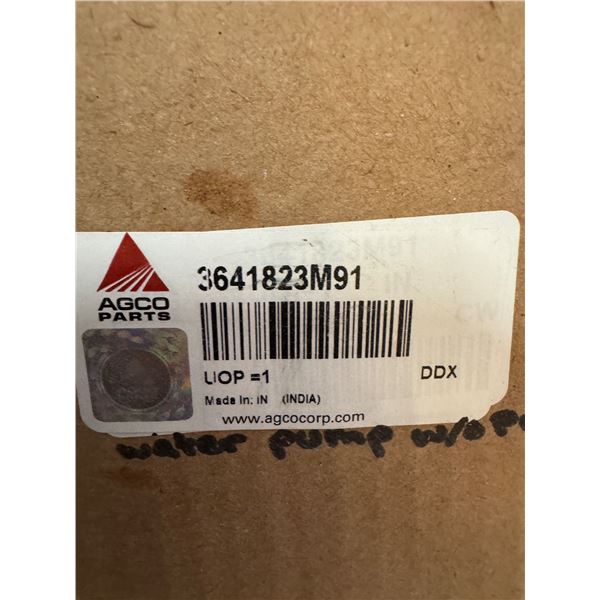 AGCO
PARTS
3641823M91
UOP =1
DDX
Made In: IN (INDIA)
www.agcocorp.com
water pump w/o